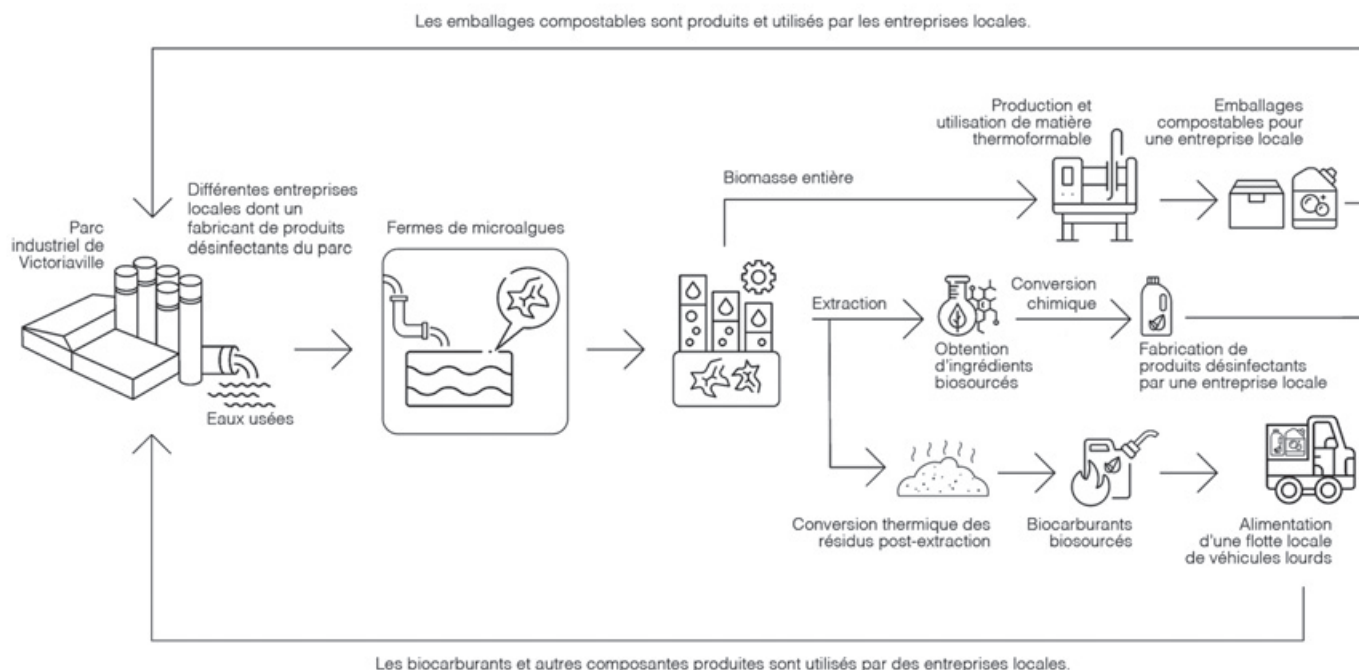 Les emballages compostables sont produits et utilisés par les entreprises locales.
Parc
industriel de
Victoriaville
Différentes entreprises
locales dont un
fabricant de produits
désinfectants du parc
Eaux usées
Fermes de microalgues
Biomasse entière
Production et
utilisation de matière
thermoformable
Emballages
compostables pour
une entreprise locale
Extraction
Obtention
d'ingrédients
biosourcés
Conversion
chimique
Fabrication de
produits désinfectants
par une entreprise locale
Conversion thermique des
résidus post-extraction
Biocarburants
biosourcés
Alimentation
d'une flotte locale
de véhicules lourds
Les biocarburants et autres composantes produites sont utilisés par des entreprises locales.